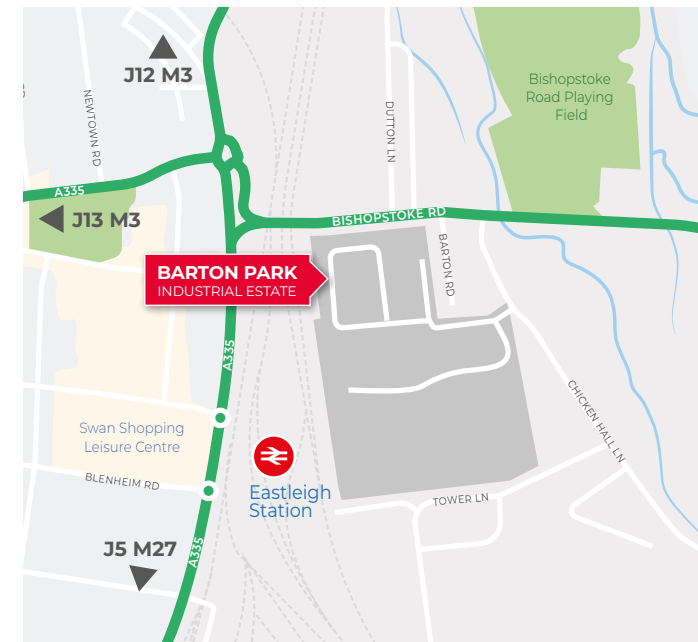 J12 M3
NEWTOWN RD
DUTTON LN
Bishopstoke
Road Playing
Field
A335
J13 M3
BISHOPSTOKE RD
BARTON RD
BARTON PARK
INDUSTRIAL ESTATE
A335
CHICKEN HALL LN
Swan Shopping
Leisure Centre
BLENHEIM RD
Eastleigh
Station
TOWER LN
J5 M27
A335